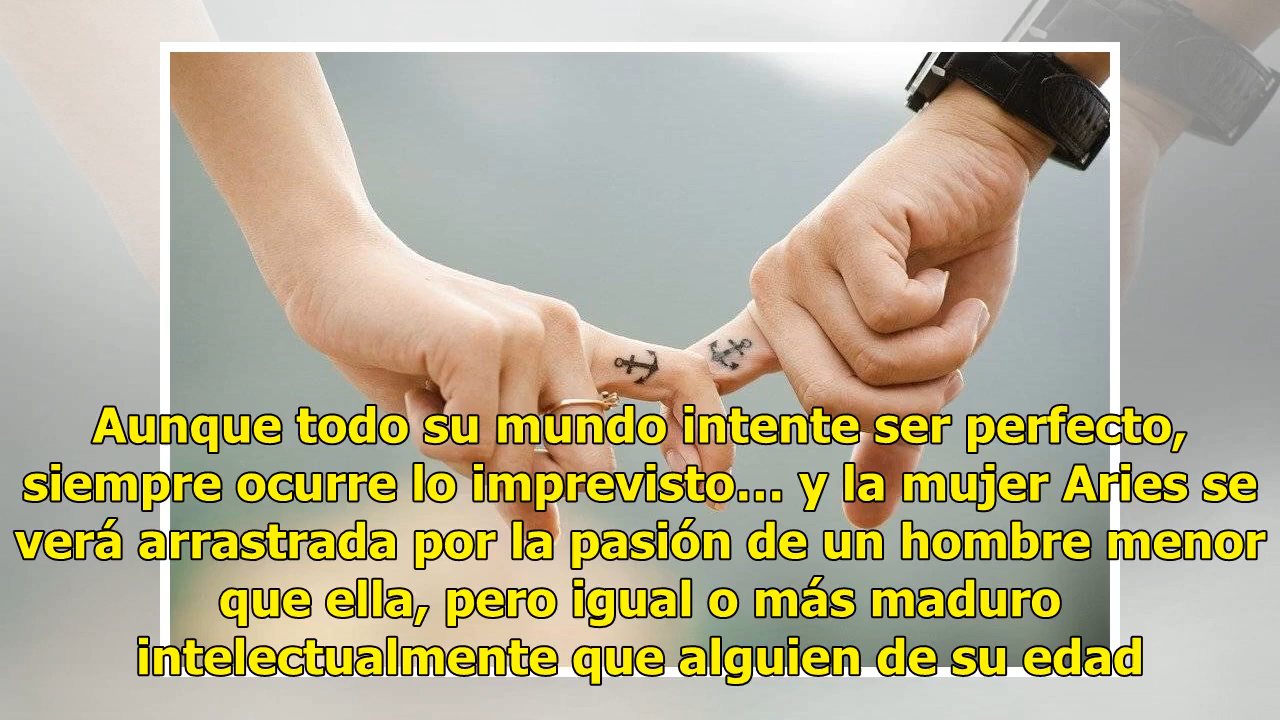 Aunque todo su mundo intente ser perfecto,
siempre ocurre lo imprevisto... y la mujer Aries se
verá arrastrada por la pasión de un hombre menor
que ella, pero igual o más maduro
intelectualmente que alguien de su edad